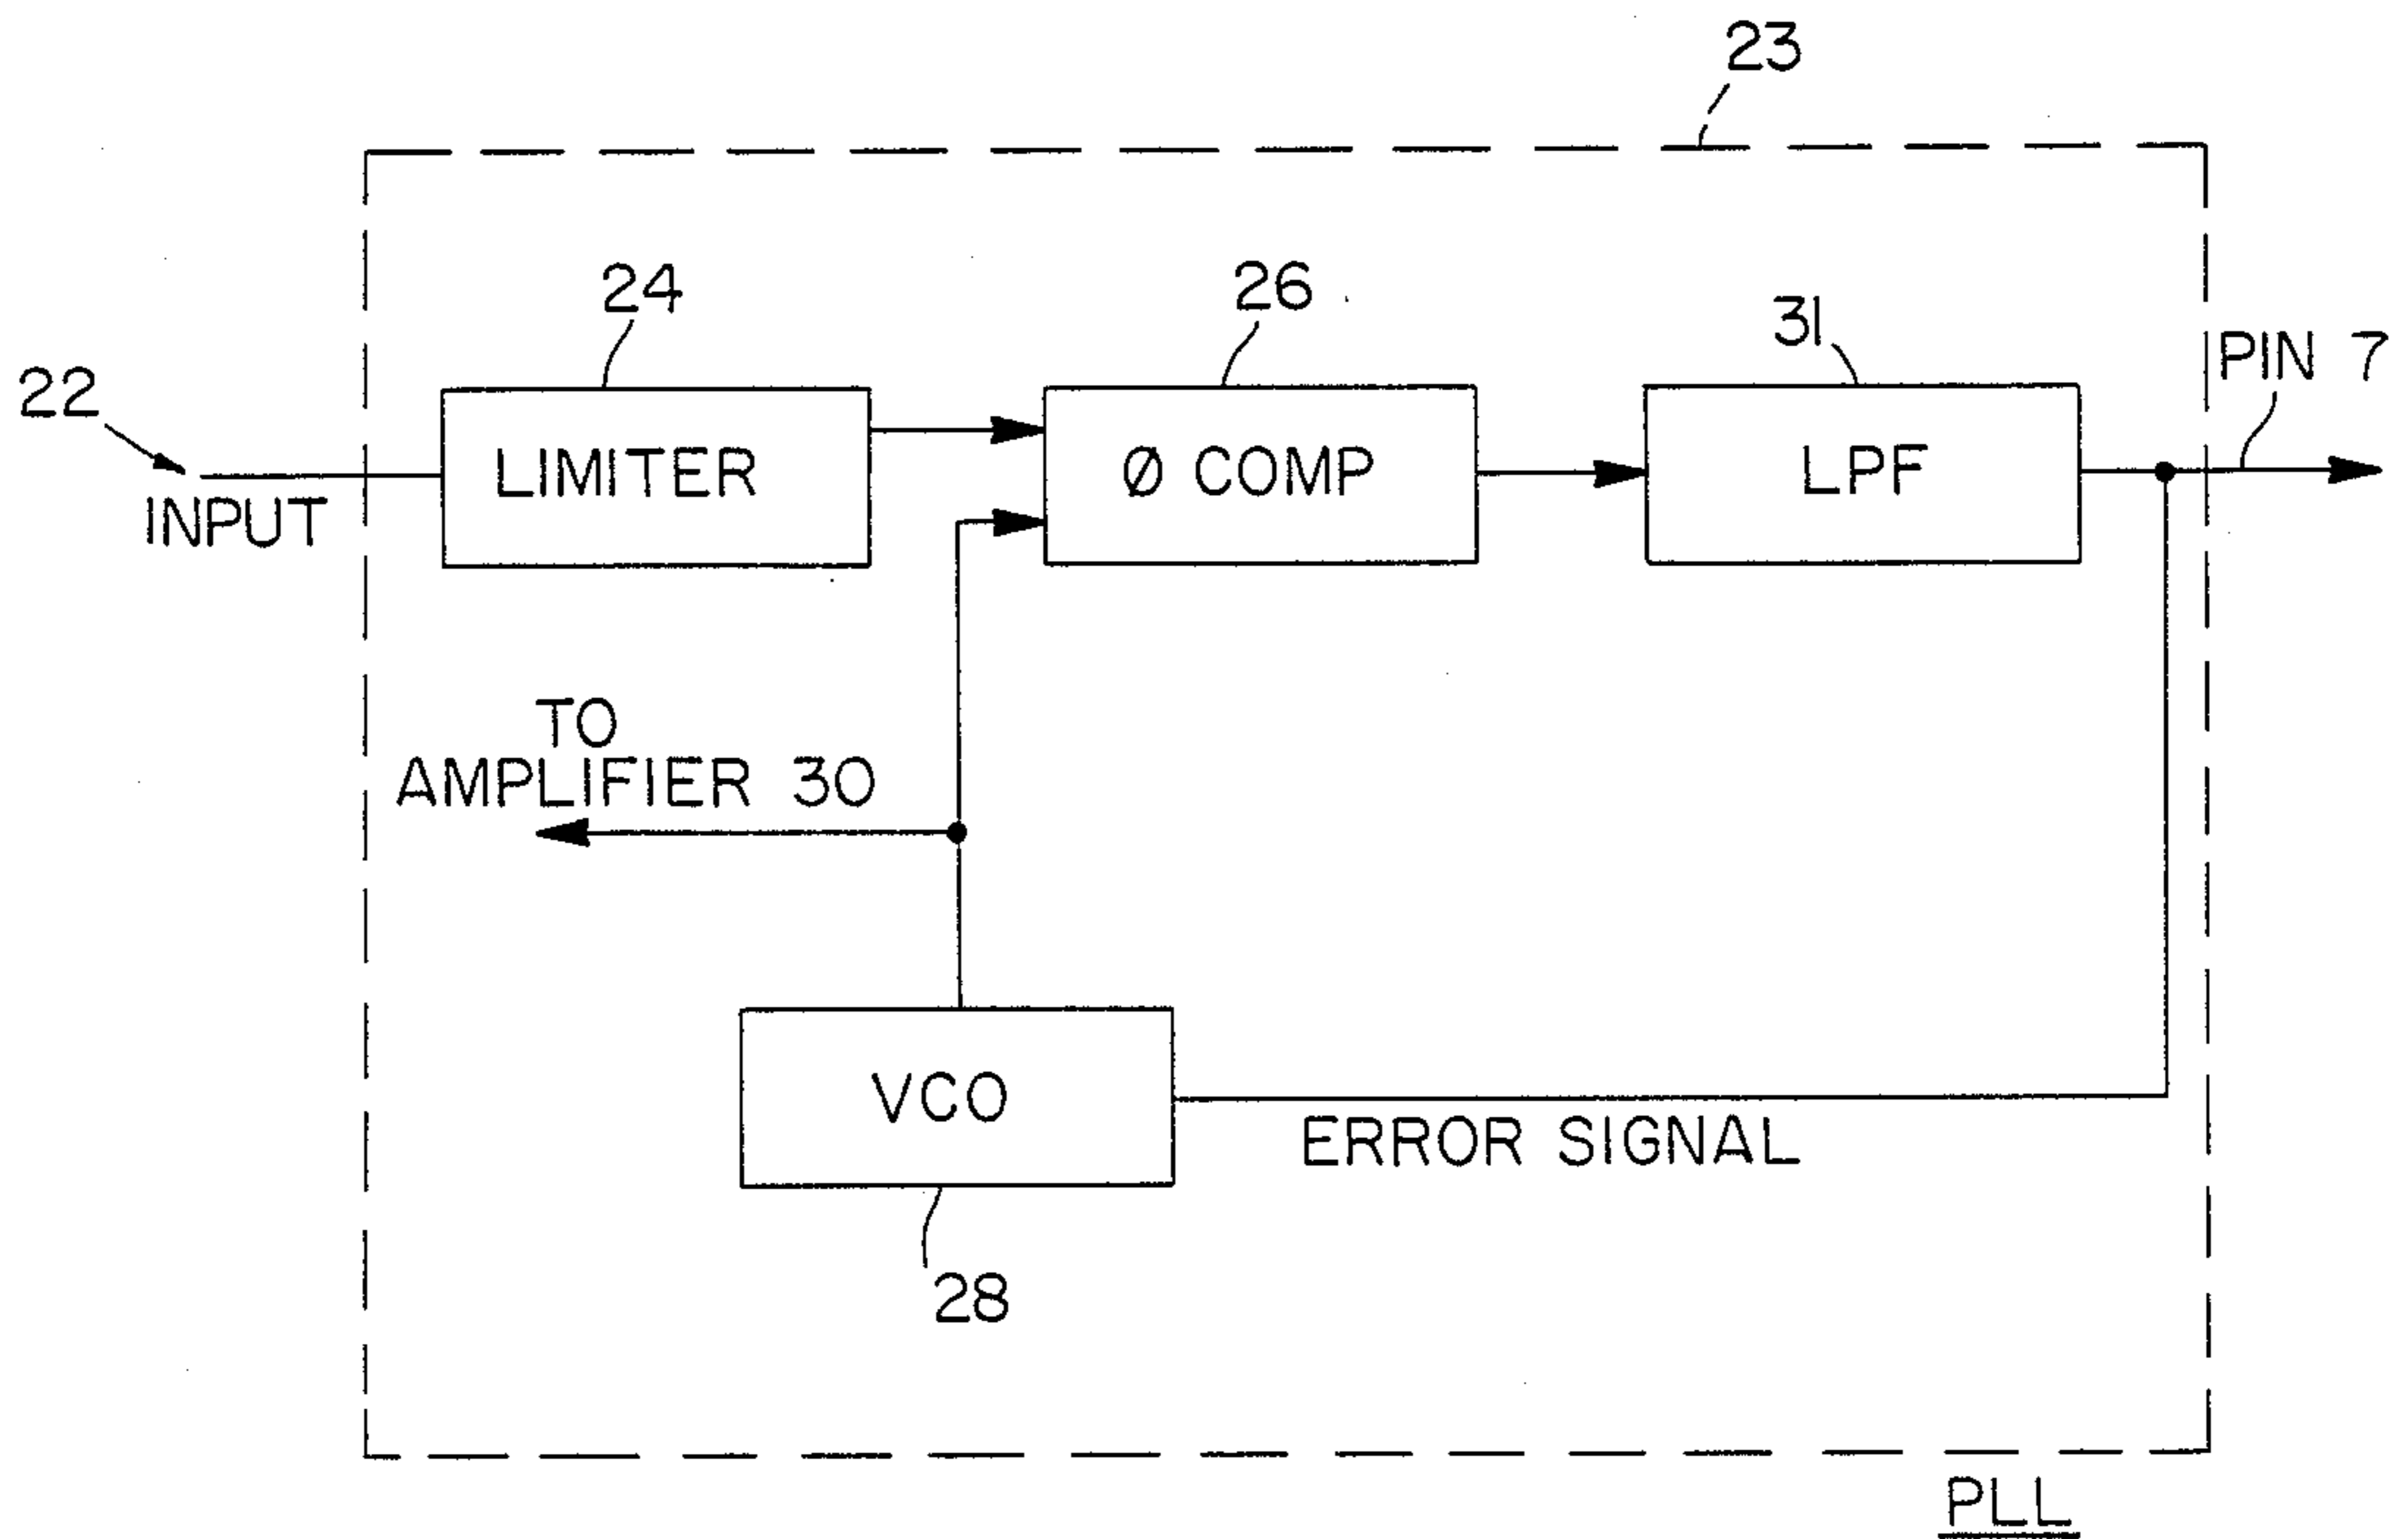 23
24
26
31
PIN 7
22
LIMITER
Ø COMP
LPF
INPUT
TO
AMPLIFIER 30
VCO
ERROR SIGNAL
28
PLL